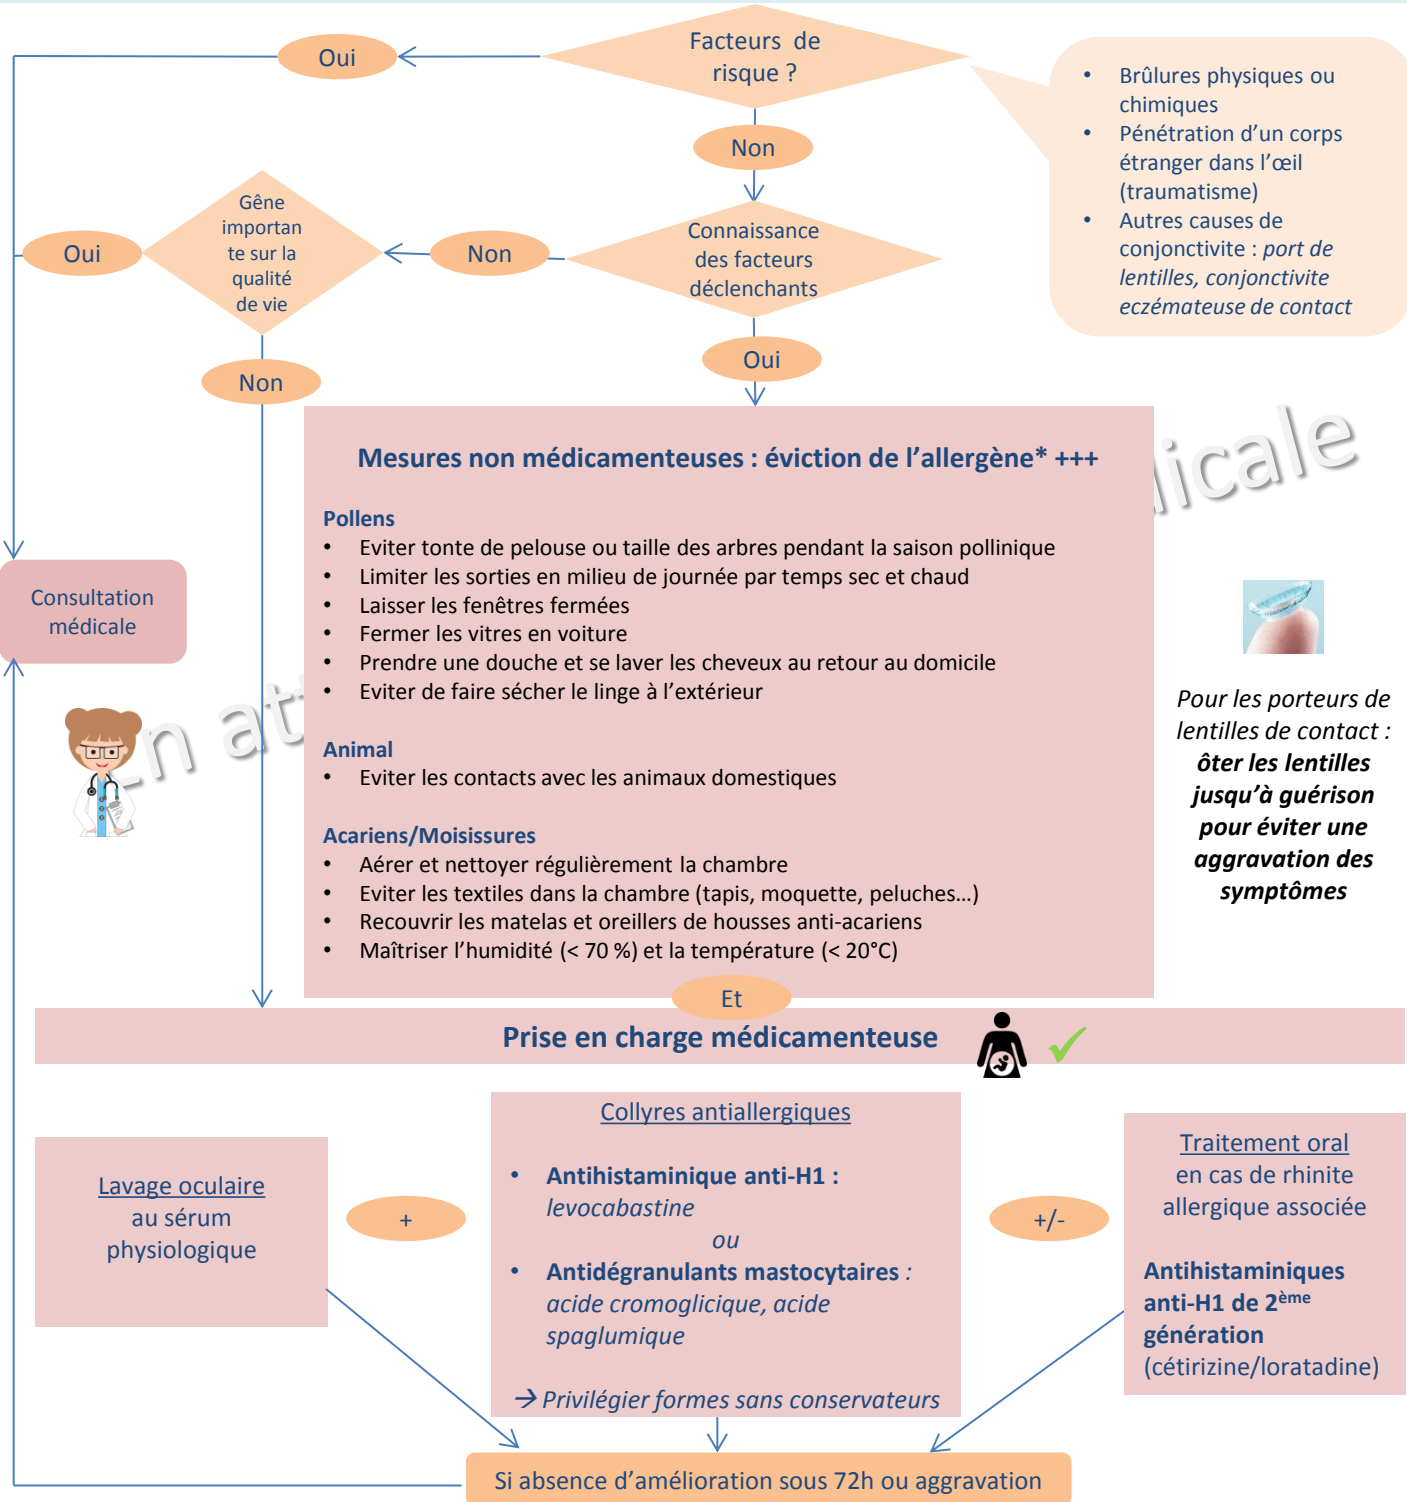 Facteurs de
risque ?
Oui
Non
• Brûlures physiques ou
chimiques
• Pénétration d’un corps
étranger dans l’œil
(traumatisme)
• Autres causes de
conjonctivite : port de
lentilles, conjonctivite
eczémateuse de contact
Gêne
importan
te sur la
qualité
de vie
Oui
Non
Connaissance
des facteurs
déclenchants
Oui
Non
Mesures non médicamenteuses : éviction de l’allergène* +++
Pollens
• Eviter tonte de pelouse ou taille des arbres pendant la saison pollinique
• Limiter les sorties en milieu de journée par temps sec et chaud
• Laisser les fenêtres fermées
• Fermer les vitres en voiture
• Prendre une douche et se laver les cheveux au retour au domicile
• Eviter de faire sécher le linge à l’extérieur
Animal
• Eviter les contacts avec les animaux domestiques
Acariens/Moisissures
• Aérer et nettoyer régulièrement la chambre
• Eviter les textiles dans la chambre (tapis, moquette, peluches…)
• Recouvrir les matelas et oreillers de housses anti-acariens
• Maîtriser l’humidité (< 70 %) et la température (< 20°C)
Consultation
médicale
Pour les porteurs de
lentilles de contact :
ôter les lentilles
jusqu’à guérison
pour éviter une
aggravation des
symptômes
Et
Prise en charge médicamenteuse
Lavage oculaire
au sérum
physiologique
+
Collyres antiallergiques
• Antihistaminique anti-H1 :
levocabastine
ou
• Antidégranulants mastocytaires :
acide cromoglicique, acide
spaglumique
→ Privilégier formes sans conservateurs
+/-
Traitement oral
en cas de rhinite
allergique associée
Antihistaminiques
anti-H1 de 2ème
génération
(cétirizine/loratadine)
Si absence d’amélioration sous 72h ou aggravation